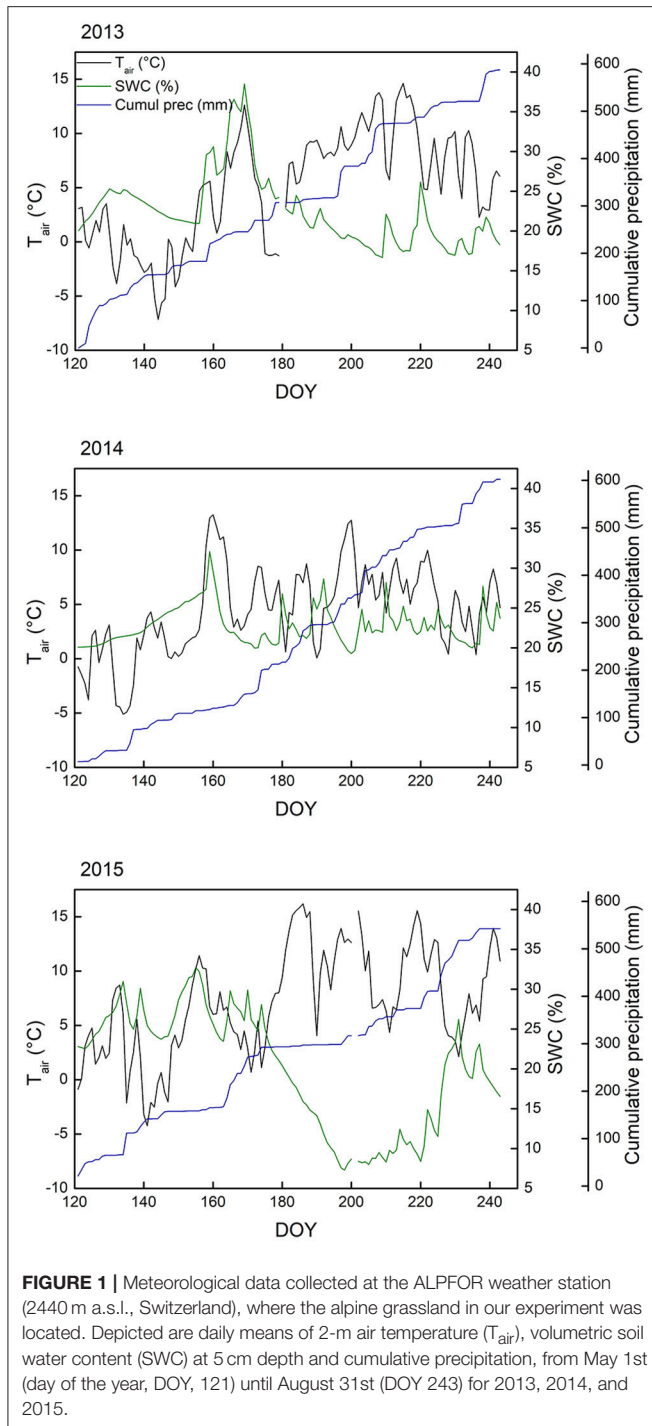 2013
T_air (°C)
SWC (%)
Cumul prec (mm)
T_air (°C)
15
10
5
0
-5
-10
120 140 160 180 200 220 240
DOY
40
35
30
25
20
15
10
5
SWC (%)
600
500
400
300
200
100
0
Cumulative precipitation (mm)
2014
T_air (°C)
15
10
5
0
-5
-10
120 140 160 180 200 220 240
DOY
40
35
30
25
20
15
10
5
SWC (%)
600
500
400
300
200
100
0
Cumulative precipitation (mm)
2015
T_air (°C)
15
10
5
0
-5
-10
120 140 160 180 200 220 240
DOY
40
35
30
25
20
15
10
5
SWC (%)
600
500
400
300
200
100
0
Cumulative precipitation (mm)
FIGURE 1 | Meteorological data collected at the ALPFOR weather station
(2440 m a.s.l., Switzerland), where the alpine grassland in our experiment was
located. Depicted are daily means of 2-m air temperature (T_air), volumetric soil
water content (SWC) at 5 cm depth and cumulative precipitation, from May 1st
(day of the year, DOY, 121) until August 31st (DOY 243) for 2013, 2014, and
2015.